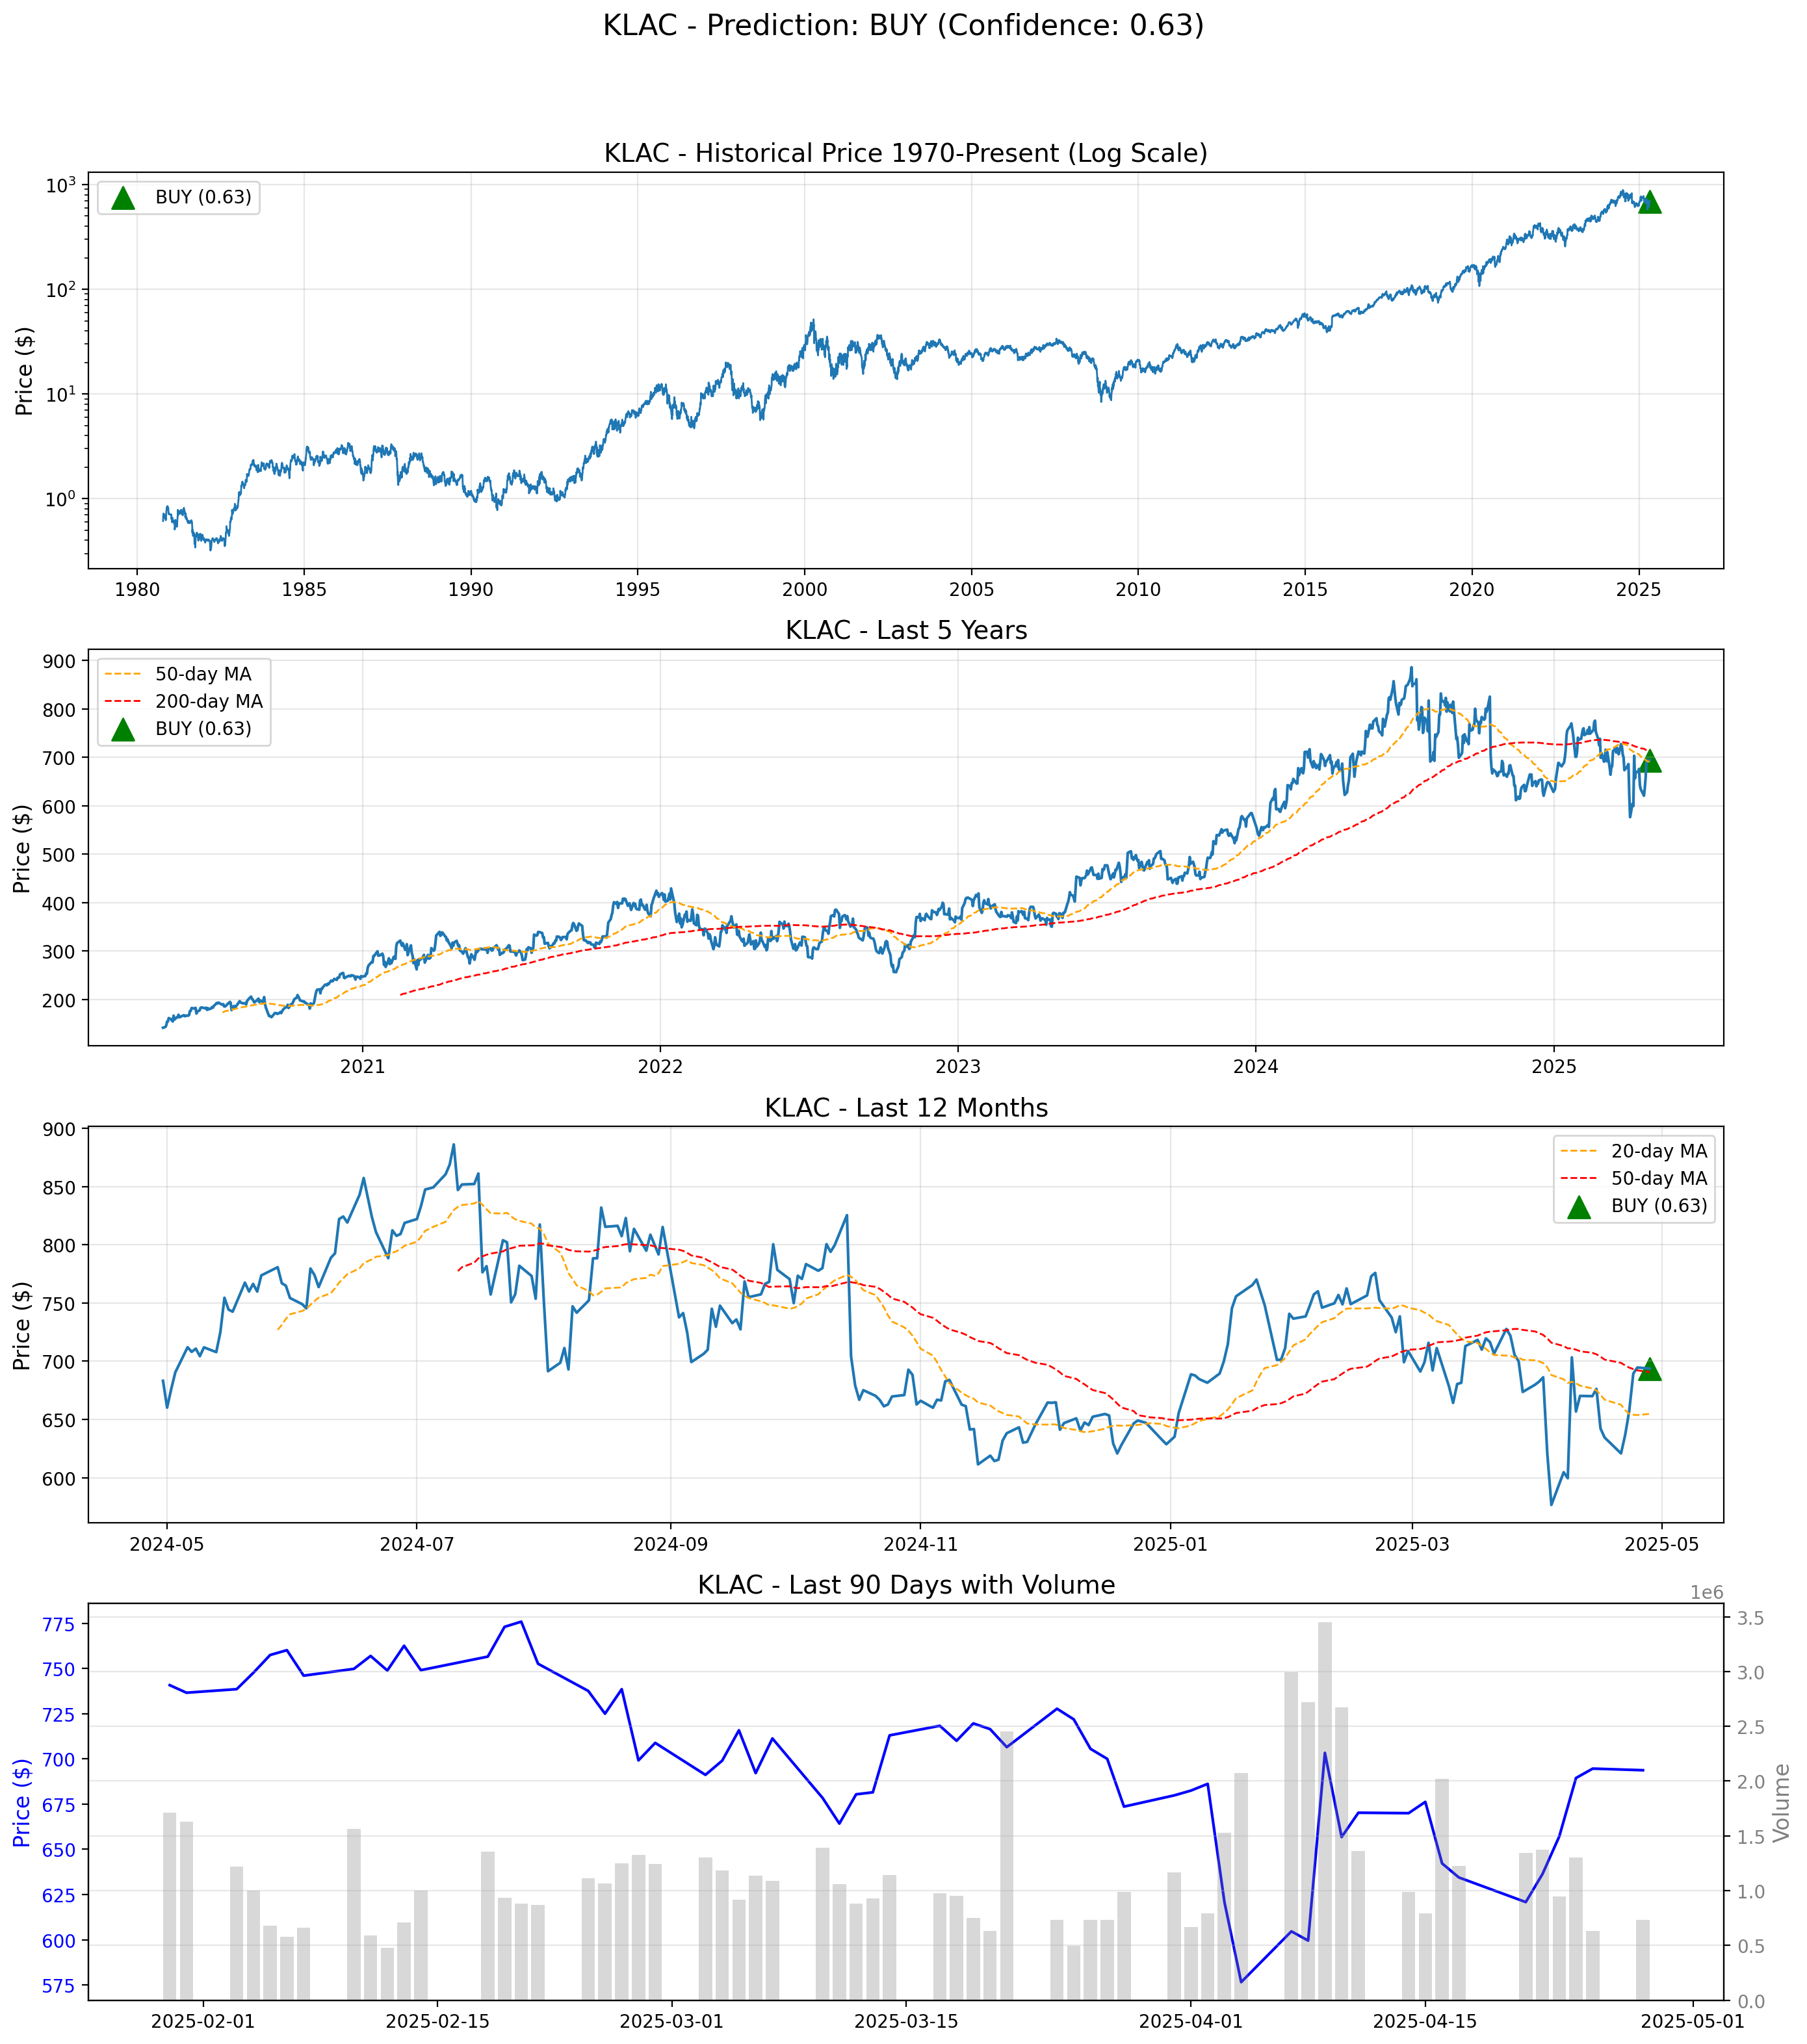 KLAC - Prediction: BUY (Confidence: 0.63)
KLAC - Historical Price 1970-Present (Log Scale)
BUY (0.63)
Price ($)
10³
10²
10¹
10⁰
1980 1985 1990 1995 2000 2005 2010 2015 2020 2025
KLAC - Last 5 Years
50-day MA
200-day MA
BUY (0.63)
Price ($)
900
800
700
600
500
400
300
200
2021 2022 2023 2024 2025
KLAC - Last 12 Months
20-day MA
50-day MA
BUY (0.63)
Price ($)
900
850
800
750
700
650
600
2024-05 2024-07 2024-09 2024-11 2025-01 2025-03 2025-05
KLAC - Last 90 Days with Volume
1e6
Price ($)
775
750
725
700
675
650
625
600
575
3.5
3.0
2.5
2.0
1.5
1.0
0.5
0.0
Volume
2025-02-01 2025-02-15 2025-03-01 2025-03-15 2025-04-01 2025-04-15 2025-05-01